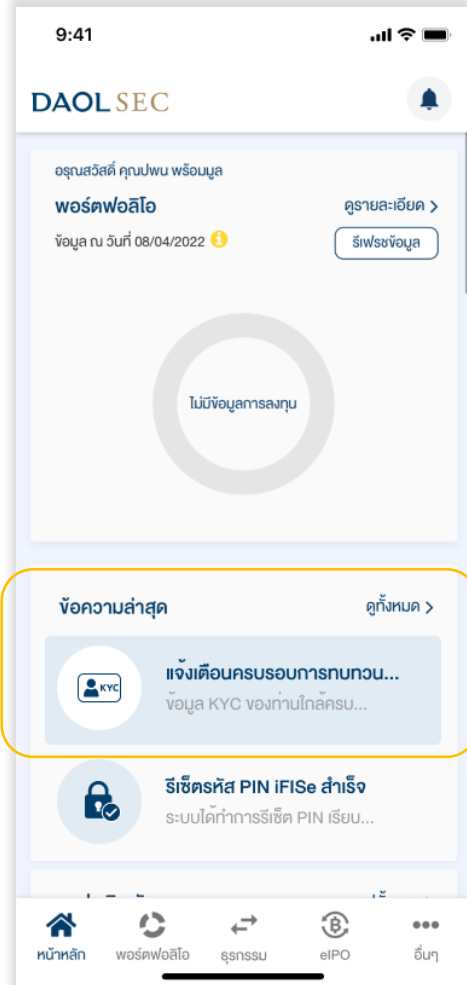 9:41
DAOL SEC
อรุณสวัสดิ์ คุณปพน พร้อมมูล
พอร์ตฟอลิโอ
ดูรายละเอียด >
ข้อมูล ณ วันที่ 08/04/2022
รีเฟรชข้อมูล
ไม่มีข้อมูลการลงทุน
ข้อความล่าสุด
ดูทั้งหมด >
KYC
แจ้งเตือนครบรอบการทบทวน...
ข้อมูล KYC ของท่านใกล้ครบ...
รีเซ็ตรหัส PIN iFISe สำเร็จ
ระบบได้ทำการรีเซ็ต PIN เรียบ...
หน้าหลัก
พอร์ตฟอลิโอ
ธุรกรรม
eIPO
อื่นๆ